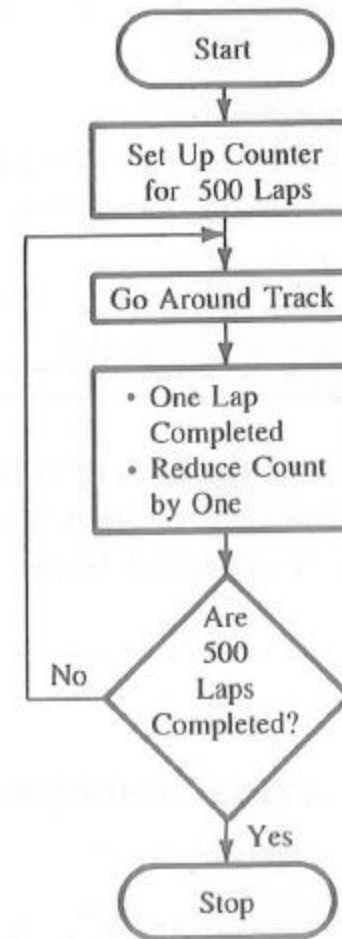 Start
Set Up Counter
for 500 Laps
Go Around Track
• One Lap
Completed
• Reduce Count
by One
Are
500
Laps
Completed?
No
Yes
Stop